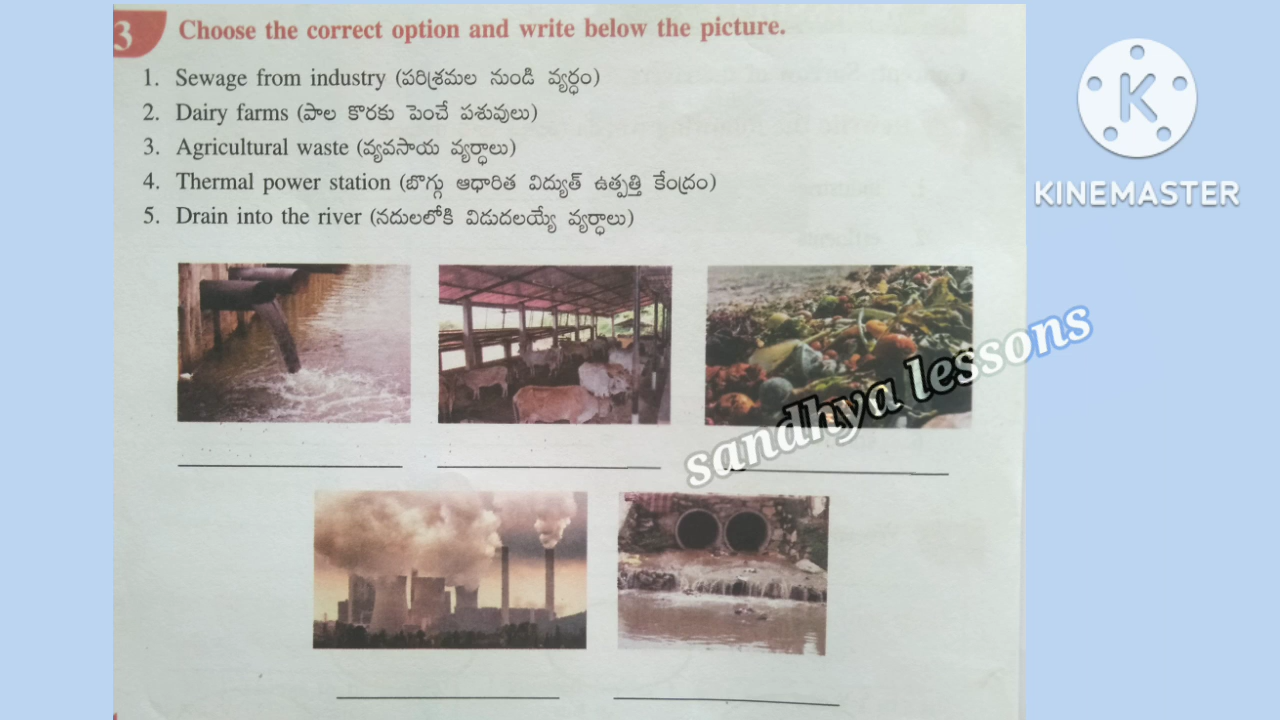 3 Choose the correct option and write below the picture.
1. Sewage from industry (పరిశ్రమల నుండి వ్యర్ధం)
2. Dairy farms (పాల కొరకు పెంచే పశువులు)
3. Agricultural waste (వ్యవసాయ వ్యర్ధాలు)
4. Thermal power station (బొగ్గు ఆధారిత విద్యుత్ ఉత్పత్తి కేంద్రం)
5. Drain into the river (నదులలోకి విడుదలయ్యే వ్యర్ధాలు)
sandhya lessons
K
KINEMASTER